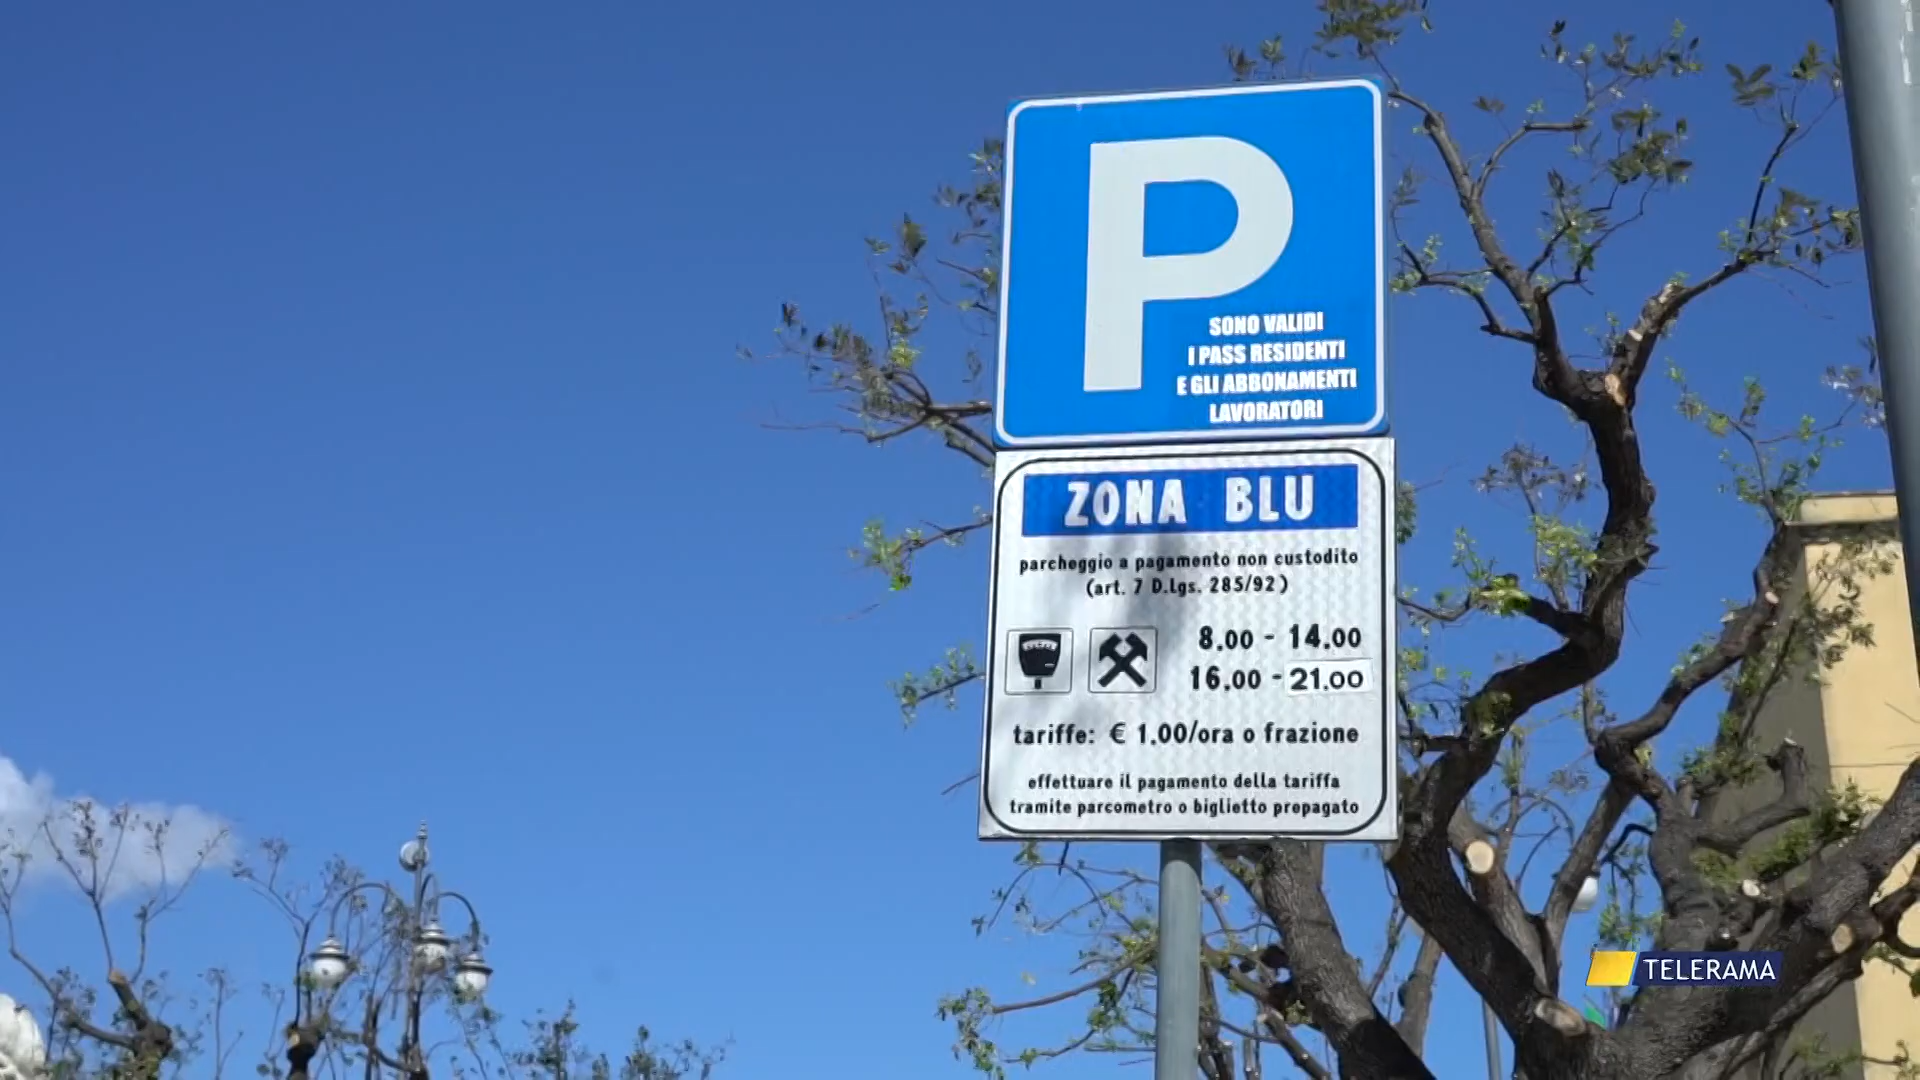 P
SONO VALIDI
I PASS RESIDENTI
E GLI ABBONAMENTI
LAVORATORI
ZONA BLU
parcheggio a pagamento non custodito
(art. 7 D.lgs. 285/92)
8.00 - 14.00
16.00 - 21.00
tariffe: € 1.00/ora o frazione
effettuare il pagamento della tariffa
tramite parcometro o biglietto prepagato
TELERAMA